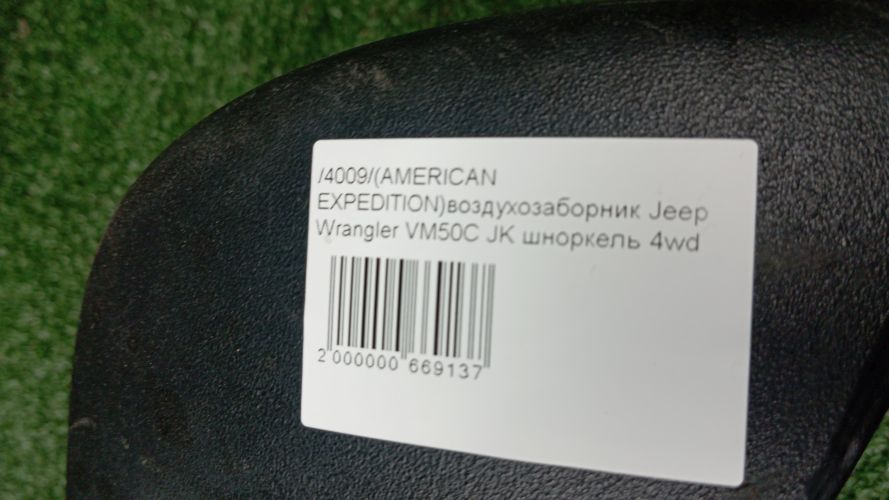 /4009/(AMERICAN
EXPEDITION)воздухозаборник Jeep
Wrangler VM50C JK шноркель 4wd
2 000000 669137